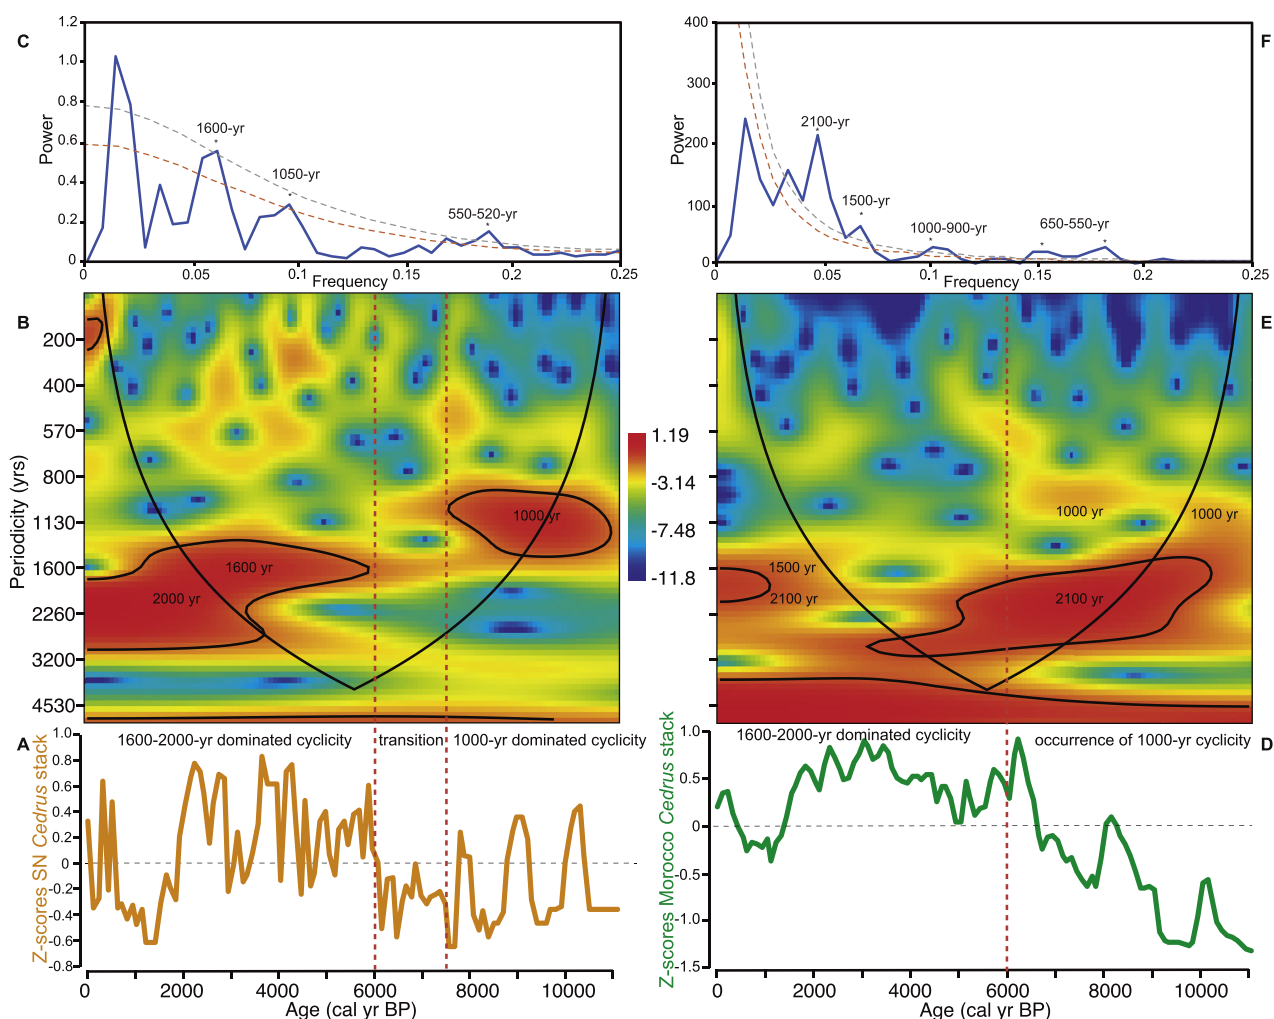 C
1.2
1.0
0.8
0.6
0.4
0.2
0
Power
1600-yr
*
1050-yr
*
550-520-yr
*
0
0.05
0.1
0.15
0.2
0.25
Frequency
F
400
300
200
100
0
Power
2100-yr
*
1500-yr
*
1000-900-yr
*
650-550-yr
*
*
0
0.05
0.1
0.15
0.2
0.25
Frequency
B
200
400
570
800
1130
1600
2260
3200
4530
Periodicity (yrs)
1000 yr
1600 yr
2000 yr
1.19
-3.14
-7.48
-11.8
E
1000 yr
1000 yr
1500 yr
2100 yr
2100 yr
A
1.0
0.8
0.6
0.4
0.2
0
-0.2
-0.4
-0.6
-0.8
Z-scores SN Cedrus stack
1600-2000-yr dominated cyclicity
transition
1000-yr dominated cyclicity
0
2000
4000
6000
8000
10000
Age (cal yr BP)
D
1.0
0.5
0
-0.5
-1.0
-1.5
Z-scores Morocco Cedrus stack
1600-2000-yr dominated cyclicity
occurrence of 1000-yr cyclicity
0
2000
4000
6000
8000
10000
Age (cal yr BP)